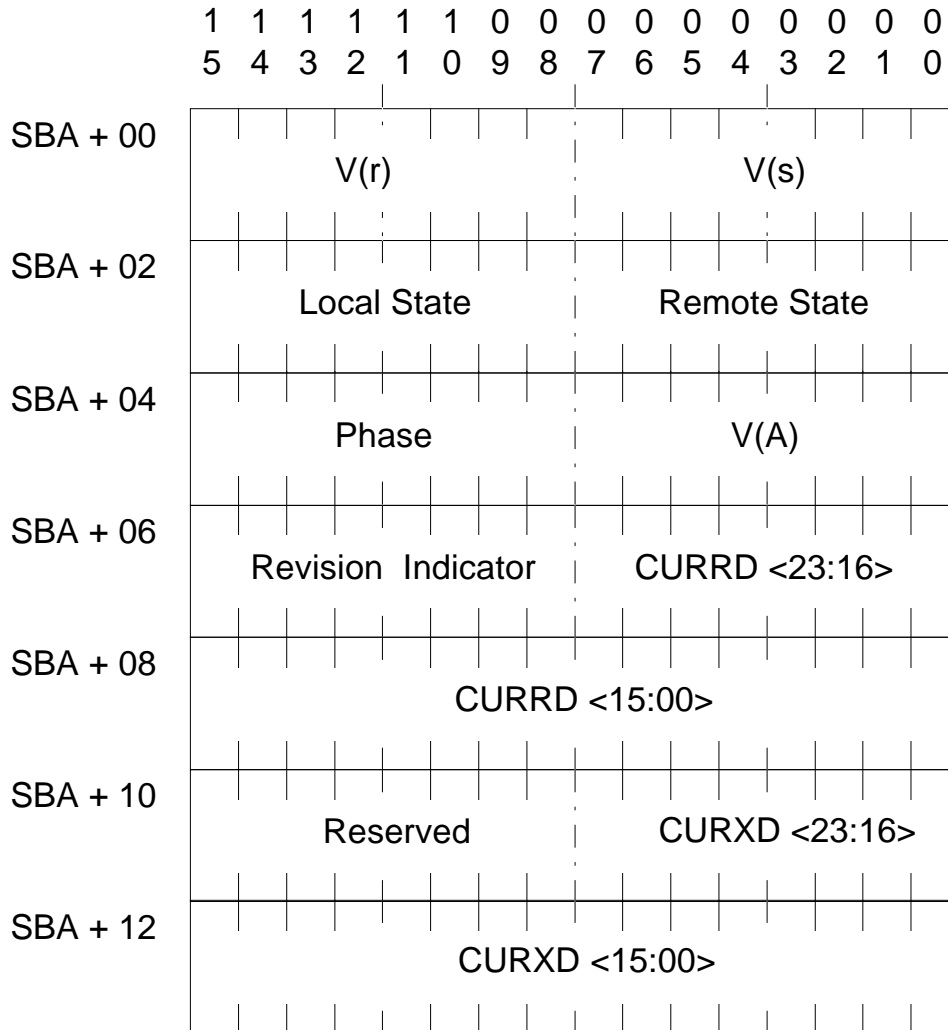 1 1 1 1 1 1 0 0 0 0 0 0 0 0 0 0
5 4 3 2 1 0 9 8 7 6 5 4 3 2 1 0
SBA + 00
V(r) V(s)
SBA + 02
Local State Remote State
SBA + 04
Phase V(A)
SBA + 06
Revision Indicator CURRD <23:16>
SBA + 08
CURRD <15:00>
SBA + 10
Reserved CURXD <23:16>
SBA + 12
CURXD <15:00>